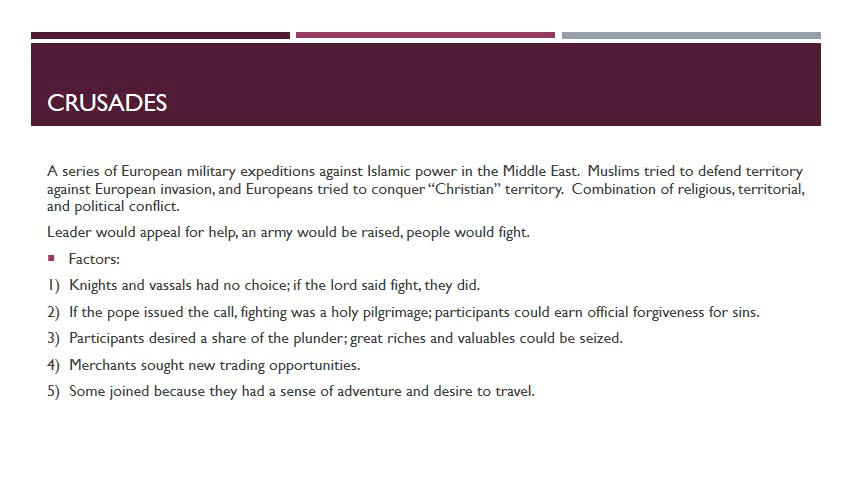 CRUSADES
A series of European military expeditions against Islamic power in the Middle East.  Muslims tried to defend territory
against European invasion, and Europeans tried to conquer “Christian” territory.  Combination of religious, territorial,
and political conflict.
Leader would appeal for help, an army would be raised, people would fight.
▪ Factors:
1) Knights and vassals had no choice; if the lord said fight, they did.
2) If the pope issued the call, fighting was a holy pilgrimage; participants could earn official forgiveness for sins.
3) Participants desired a share of the plunder; great riches and valuables could be seized.
4) Merchants sought new trading opportunities.
5) Some joined because they had a sense of adventure and desire to travel.